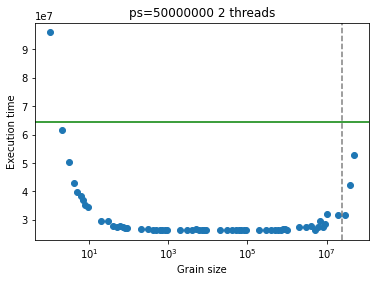 ps=50000000 2 threads
1e7
9
8
7
6
5
4
3
Execution time
10^1
10^3
10^5
10^7
Grain size